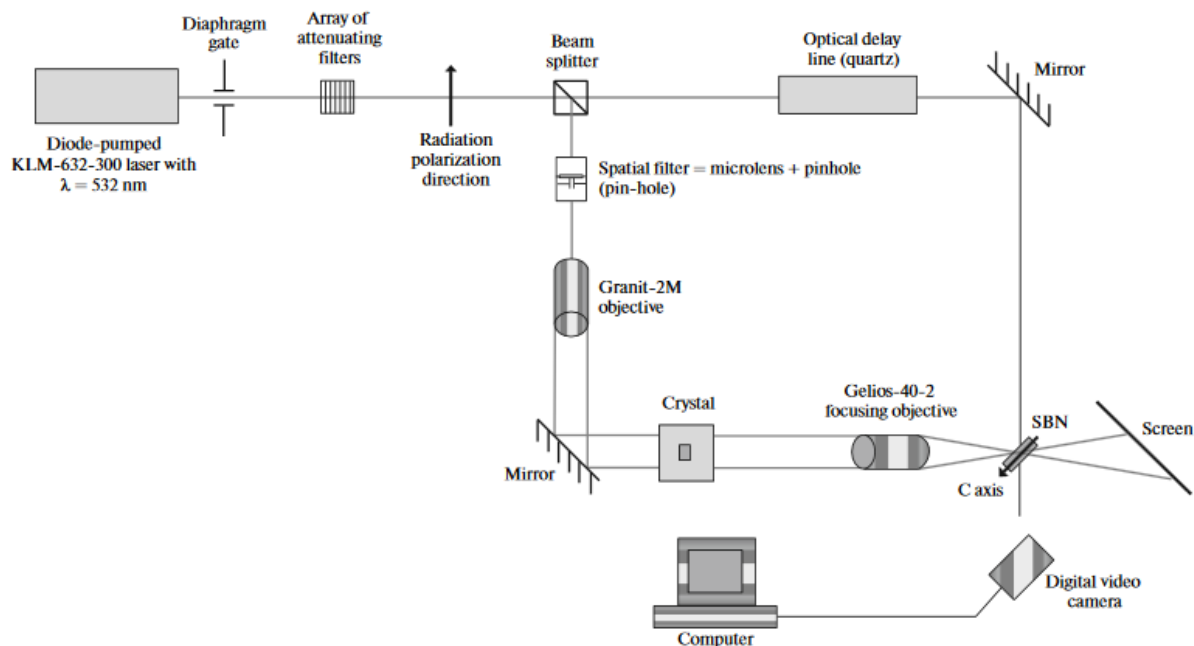 Diaphragm
gate
Array of
attenuating
filters
Beam
splitter
Optical delay
line (quartz)
Mirror
Diode-pumped
KLM-632-300 laser with
λ = 532 nm
Radiation
polarization
direction
Spatial filter = microlens + pinhole
(pin-hole)
Granit-2M
objective
Crystal
Gelios-40-2
focusing objective
SBN
Screen
Mirror
C axis
Digital video
camera
Computer